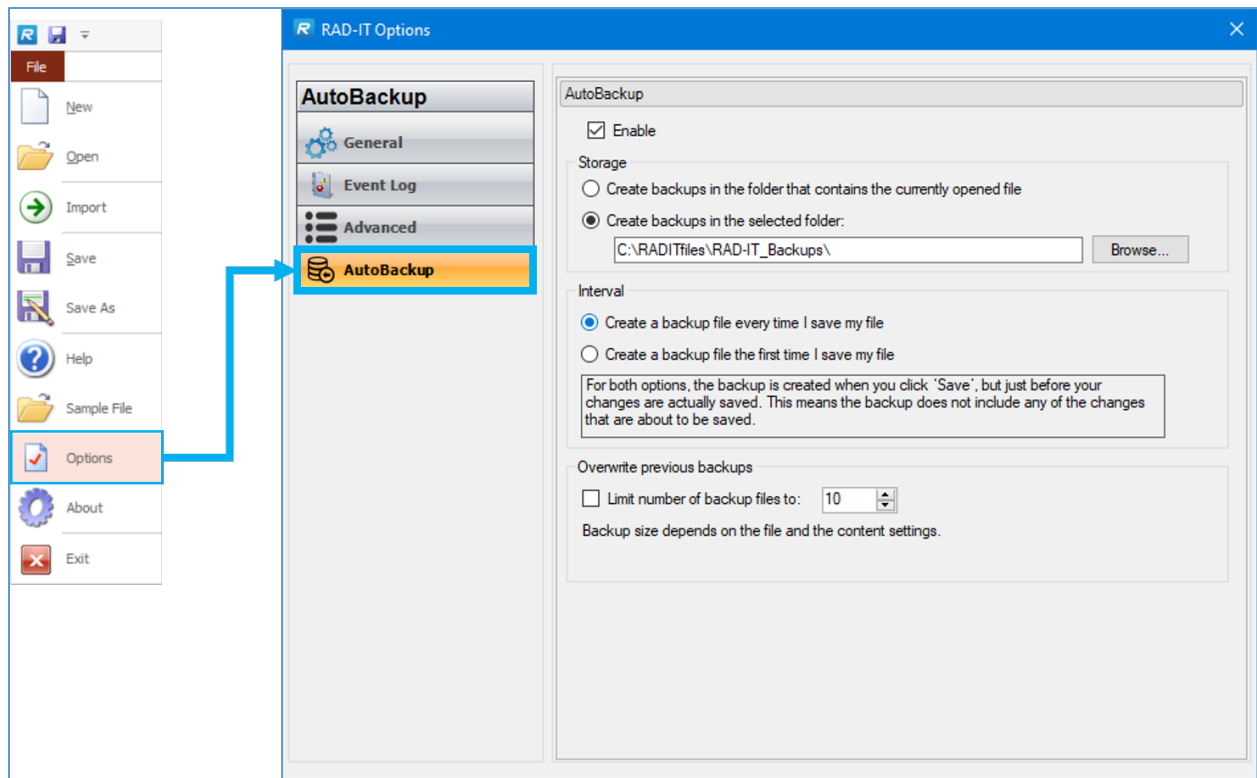 File
New
Open
Import
Save
Save As
Help
Sample File
Options
About
Exit
RAD-IT Options
AutoBackup
General
Event Log
Advanced
AutoBackup
AutoBackup
Enable
Storage
Create backups in the folder that contains the currently opened file
Create backups in the selected folder:
C:\RADITfiles\RAD-IT_Backups\
Browse...
Interval
Create a backup file every time I save my file
Create a backup file the first time I save my file
For both options, the backup is created when you click 'Save', but just before your
changes are actually saved. This means the backup does not include any of the changes
that are about to be saved.
Overwrite previous backups
Limit number of backup files to: 10
Backup size depends on the file and the content settings.